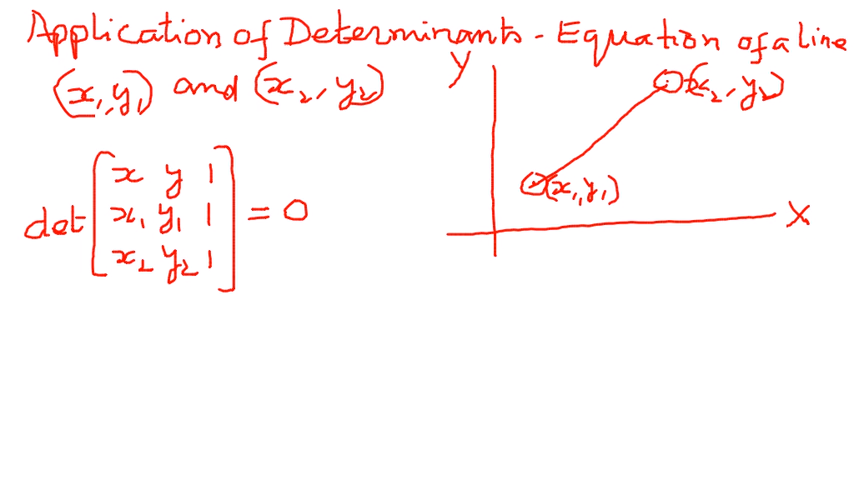 Application of Determinants - Equation of a Line
(x₁, y₁) and (x₂, y₂)
Y
(x₂, y₂)
x y 1
(x₁, y₁)
det x₁ y₁ 1 = 0
X
x₂ y₂ 1